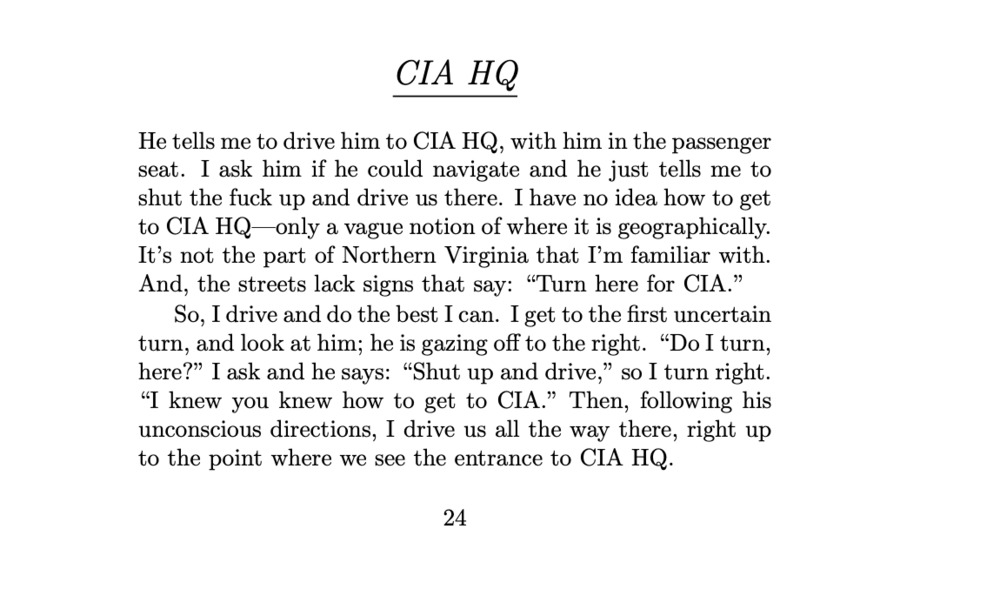 CIA HQ
He tells me to drive him to CIA HQ, with him in the passenger
seat. I ask him if he could navigate and he just tells me to
shut the fuck up and drive us there. I have no idea how to get
to CIA HQ—only a vague notion of where it is geographically.
It’s not the part of Northern Virginia that I’m familiar with.
And, the streets lack signs that say: “Turn here for CIA.”
So, I drive and do the best I can. I get to the first uncertain
turn, and look at him; he is gazing off to the right. “Do I turn,
here?” I ask and he says: “Shut up and drive,” so I turn right.
“I knew you knew how to get to CIA.” Then, following his
unconscious directions, I drive us all the way there, right up
to the point where we see the entrance to CIA HQ.
24